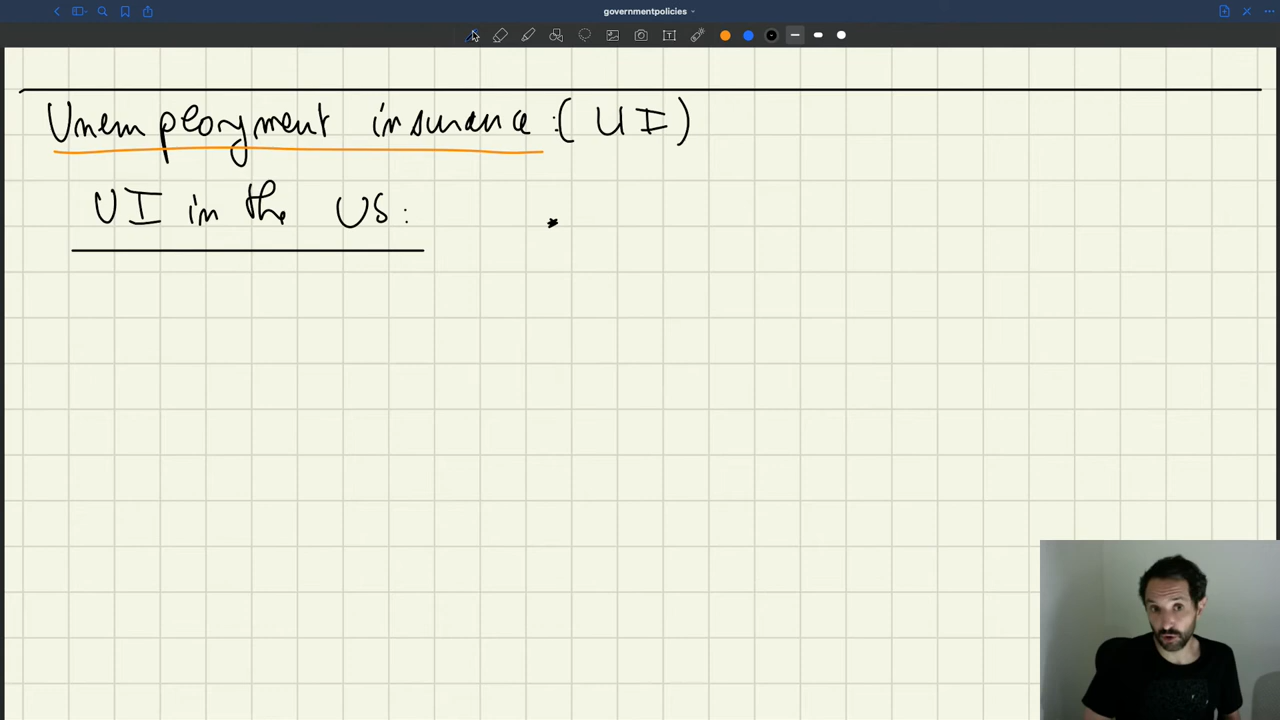 governmentpolicies
Unemployment insurance : (UI)
UI in the US: